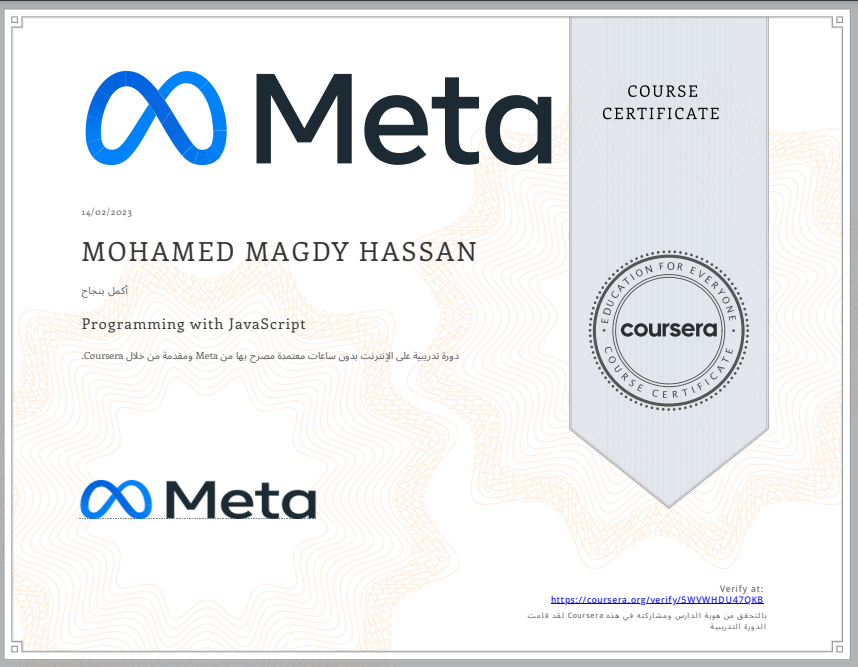 Meta
COURSE
CERTIFICATE
14/02/2023
MOHAMED MAGDY HASSAN
أكمل بنجاح
Programming with JavaScript
دورة تدريبية على الإنترنت بدون ساعات معتمدة مصرح بها من Meta ومقدمة من خلال Coursera.
EDUCATION FOR EVERYONE
coursera
COURSE CERTIFICATE
Meta
Verify at:
https://coursera.org/verify/5WVWHDU47QKB
بالتحقق من هوية الدارس ومشاركته في هذه Coursera لقد قامت
الدورة التدريبية